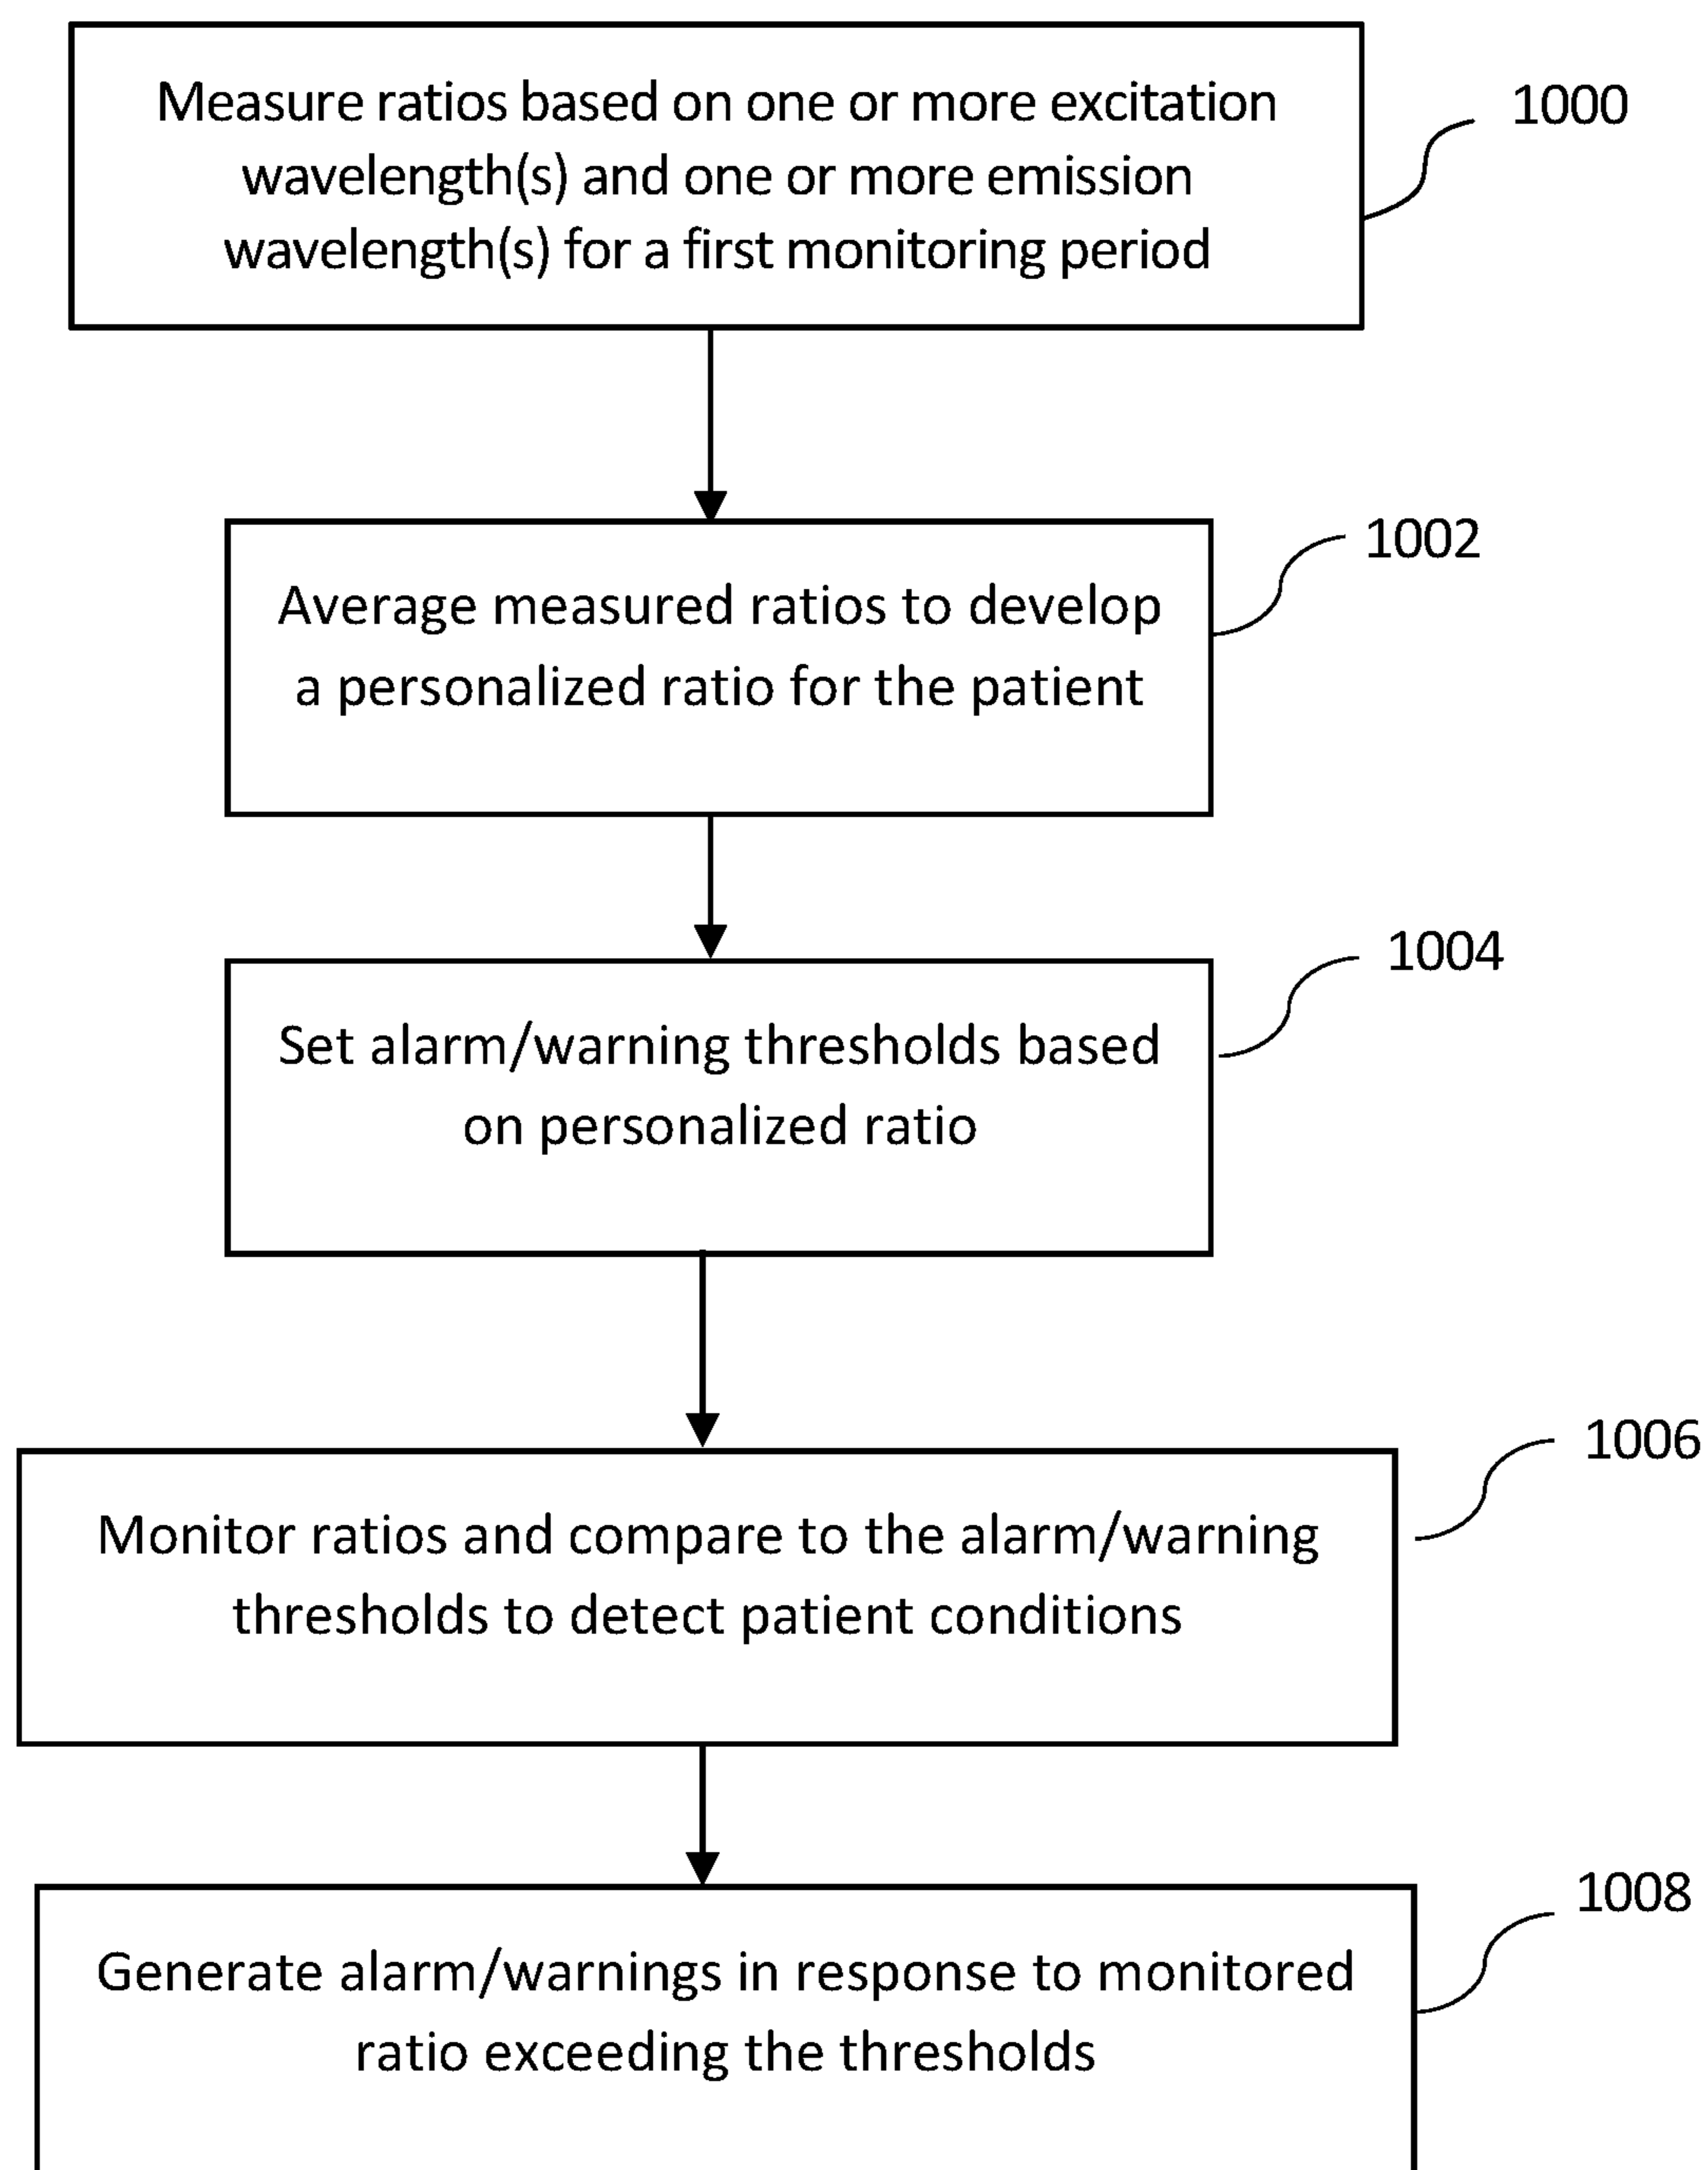 Measure ratios based on one or more excitation
wavelength(s) and one or more emission
wavelength(s) for a first monitoring period
1000
Average measured ratios to develop
a personalized ratio for the patient
1002
Set alarm/warning thresholds based
on personalized ratio
1004
Monitor ratios and compare to the alarm/warning
thresholds to detect patient conditions
1006
Generate alarm/warnings in response to monitored
ratio exceeding the thresholds
1008